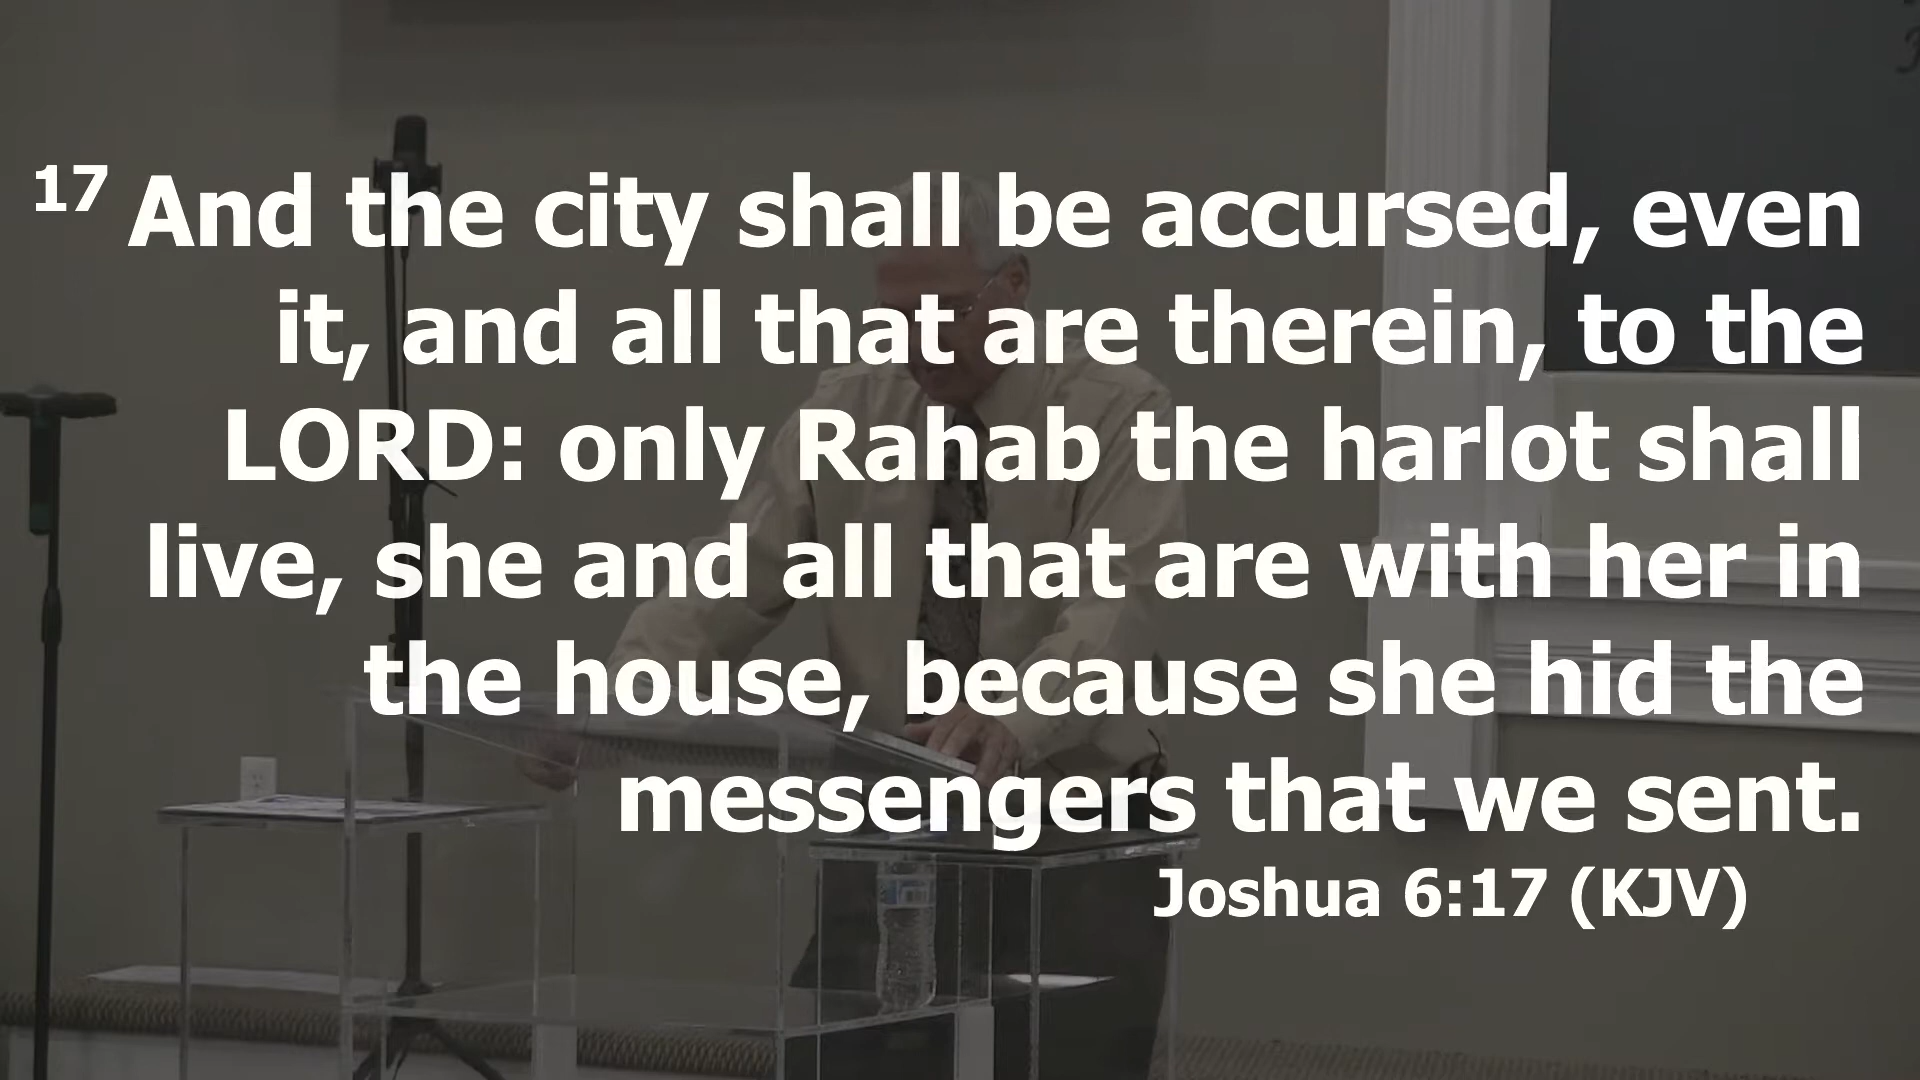 17 And the city shall be accursed, even
it, and all that are therein, to the
LORD: only Rahab the harlot shall
live, she and all that are with her in
the house, because she hid the
messengers that we sent.
Joshua 6:17 (KJV)